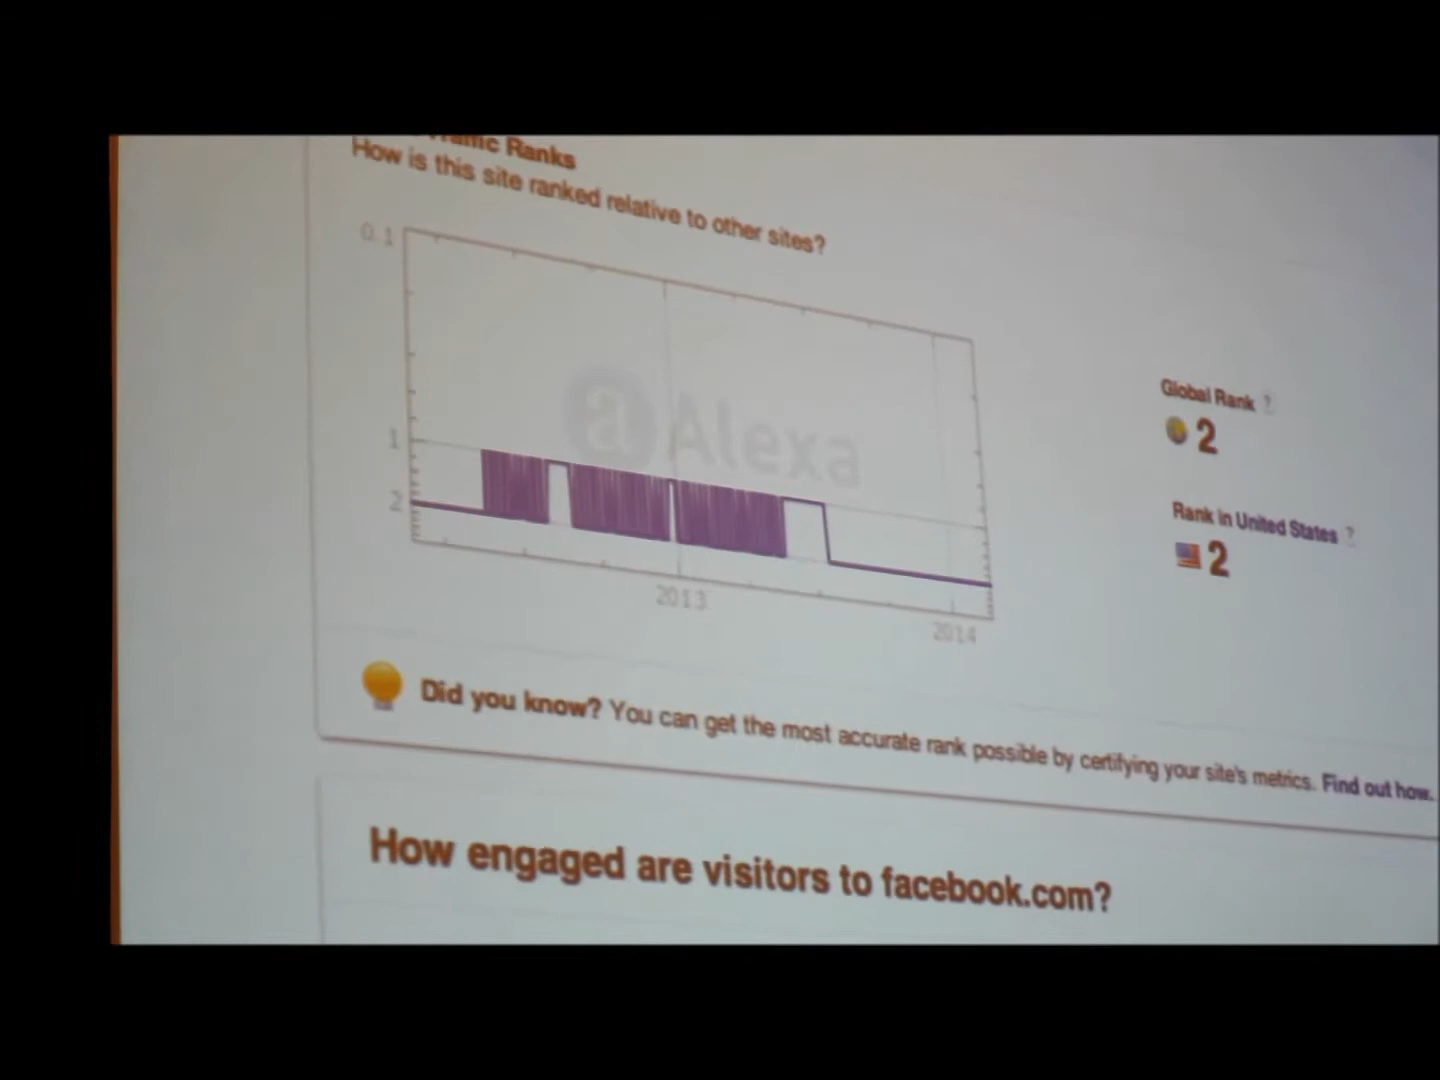 Traffic Ranks
How is this site ranked relative to other sites?
0.1
1
2
Alexa
2013
2014
Global Rank ?
2
Rank in United States ?
2
Did you know? You can get the most accurate rank possible by certifying your site's metrics. Find out how.
How engaged are visitors to facebook.com?